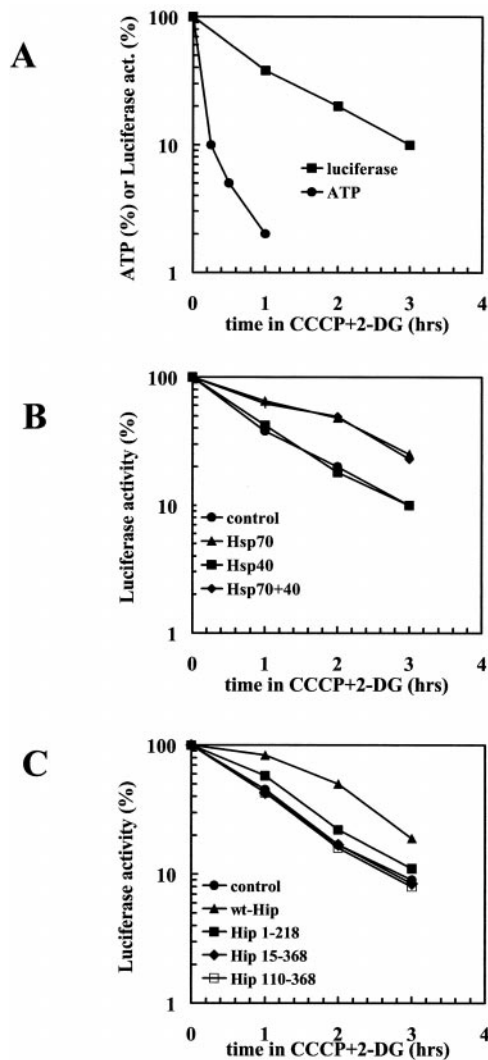 A
ATP (%) or Luciferase act. (%)
100
10
1
luciferase
ATP
0 1 2 3 4
time in CCCP+2-DG (hrs)
B
Luciferase activity (%)
100
10
1
control
Hsp70
Hsp40
Hsp70+40
0 1 2 3 4
time in CCCP+2-DG (hrs)
C
Luciferase activity (%)
100
10
1
control
wt-Hip
Hip 1-218
Hip 15-368
Hip 110-368
0 1 2 3 4
time in CCCP+2-DG (hrs)